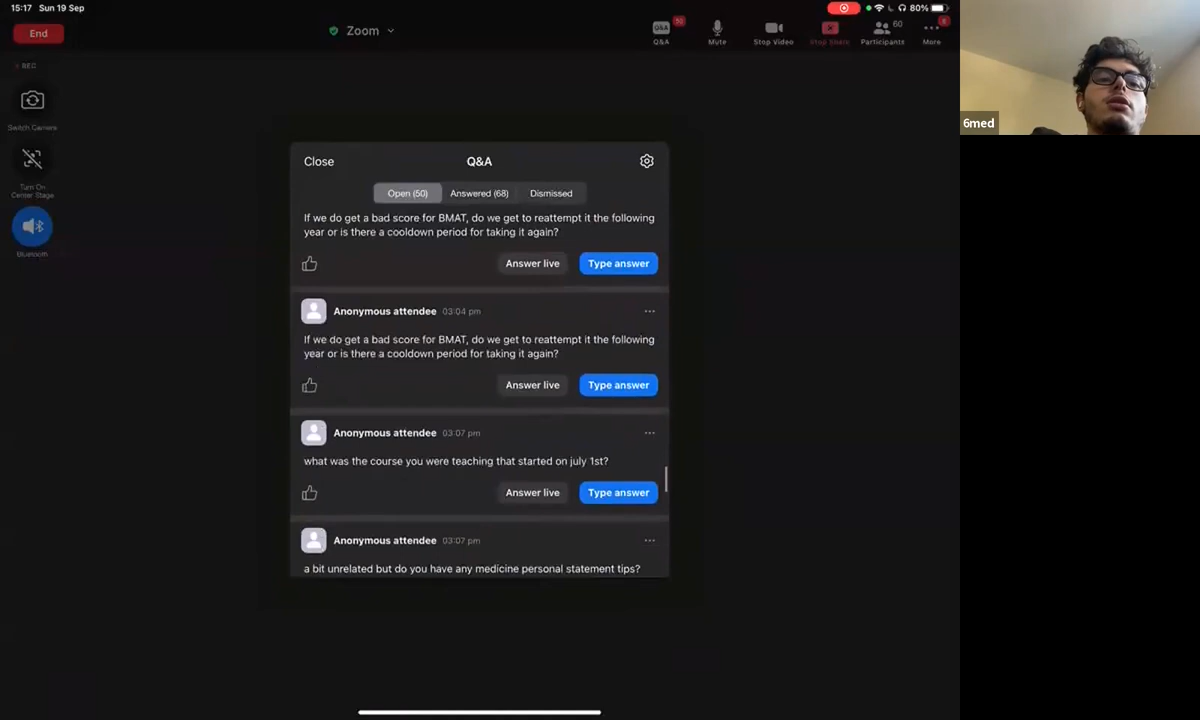 15:17 Sun 19 Sep
80%
End
Zoom
50
Q&A
Q&A
Mute
Stop Video
Stop Share
60
Participants
6
More
REC
Switch Camera
Turn On
Center Stage
Bluetooth
6med
Close
Q&A
Open (50)
Answered (68)
Dismissed
If we do get a bad score for BMAT, do we get to reattempt it the following
year or is there a cooldown period for taking it again?
Answer live
Type answer
Anonymous attendee 03:04 pm
If we do get a bad score for BMAT, do we get to reattempt it the following
year or is there a cooldown period for taking it again?
Answer live
Type answer
Anonymous attendee 03:07 pm
what was the course you were teaching that started on july 1st?
Answer live
Type answer
Anonymous attendee 03:07 pm
a bit unrelated but do you have any medicine personal statement tips?